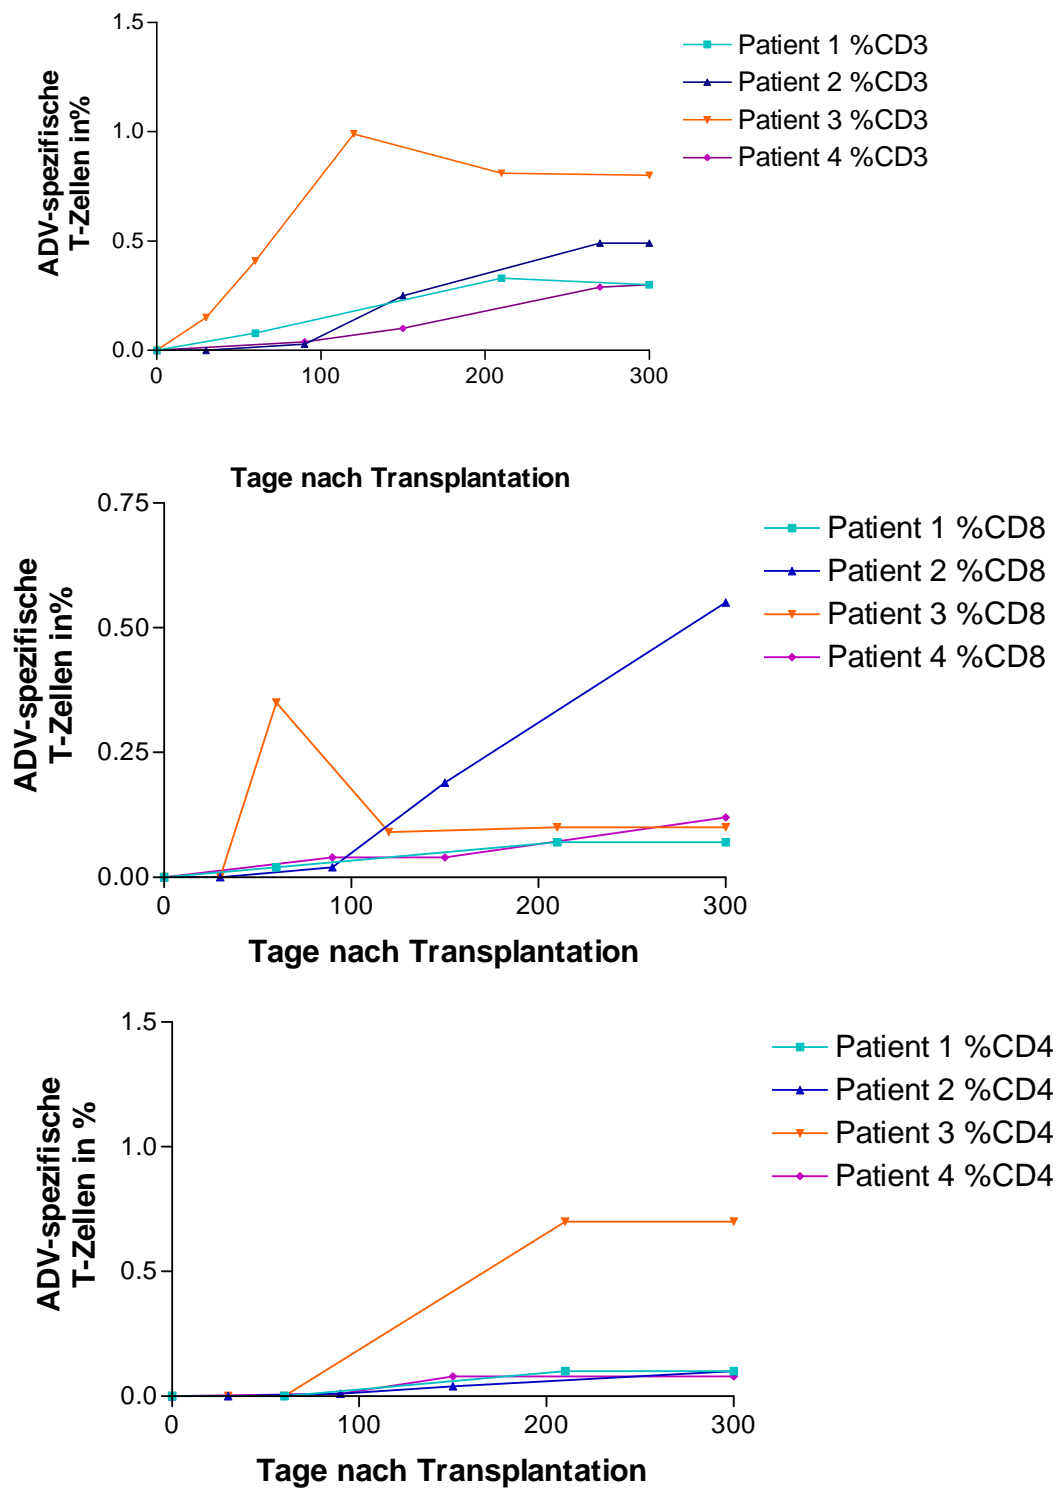 1.5
1.0
0.5
0.0
ADV-spezifische
T-Zellen in%
0
100
200
300
Patient 1 %CD3
Patient 2 %CD3
Patient 3 %CD3
Patient 4 %CD3
Tage nach Transplantation
0.75
0.50
0.25
0.00
ADV-spezifische
T-Zellen in%
0
100
200
300
Patient 1 %CD8
Patient 2 %CD8
Patient 3 %CD8
Patient 4 %CD8
Tage nach Transplantation
1.5
1.0
0.5
0.0
ADV-spezifische
T-Zellen in %
0
100
200
300
Patient 1 %CD4
Patient 2 %CD4
Patient 3 %CD4
Patient 4 %CD4
Tage nach Transplantation